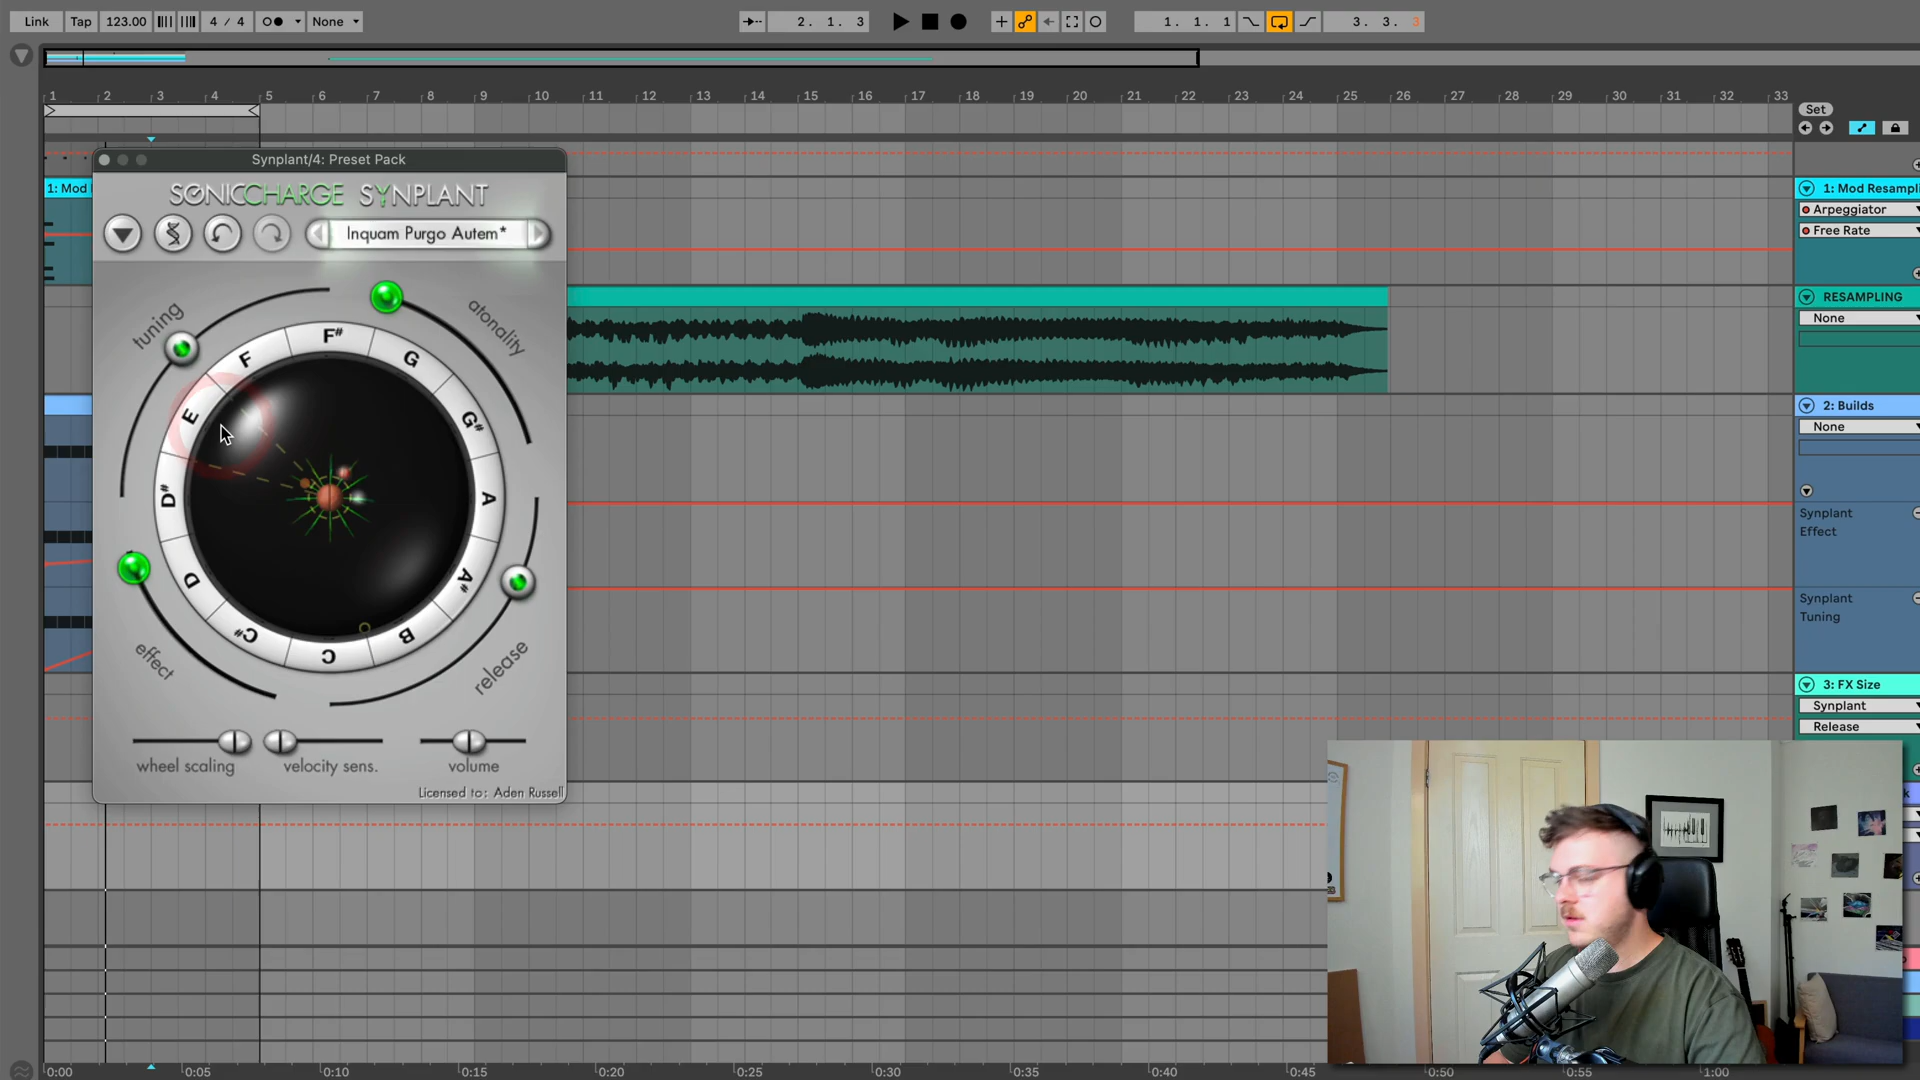 Link Tap 123.00 4 / 4 None 2. 1. 3 1. 1. 1 3. 3. 3
1 2 3 4 5 6 7 8 9 10 11 12 13 14 15 16 17 18 19 20 21 22 23 24 25 26 27 28 29 30 31 32 33
Set
Synplant/4: Preset Pack
1: Mod
SONICCHARGE SYNPLANT
Inquam Purgo Autem*
tuning
atonality
F# G G# A A# B C C# D D# E F
effect
release
wheel scaling velocity sens. volume
Licensed to: Aden Russell
1: Mod Resampli
Arpeggiator
Free Rate
RESAMPLING
None
2: Builds
None
Synplant
Effect
Synplant
Tuning
3: FX Size
Synplant
Release
k
0:00 0:05 0:10 0:15 0:20 0:25 0:30 0:35 0:40 0:45 0:50 0:55 1:00